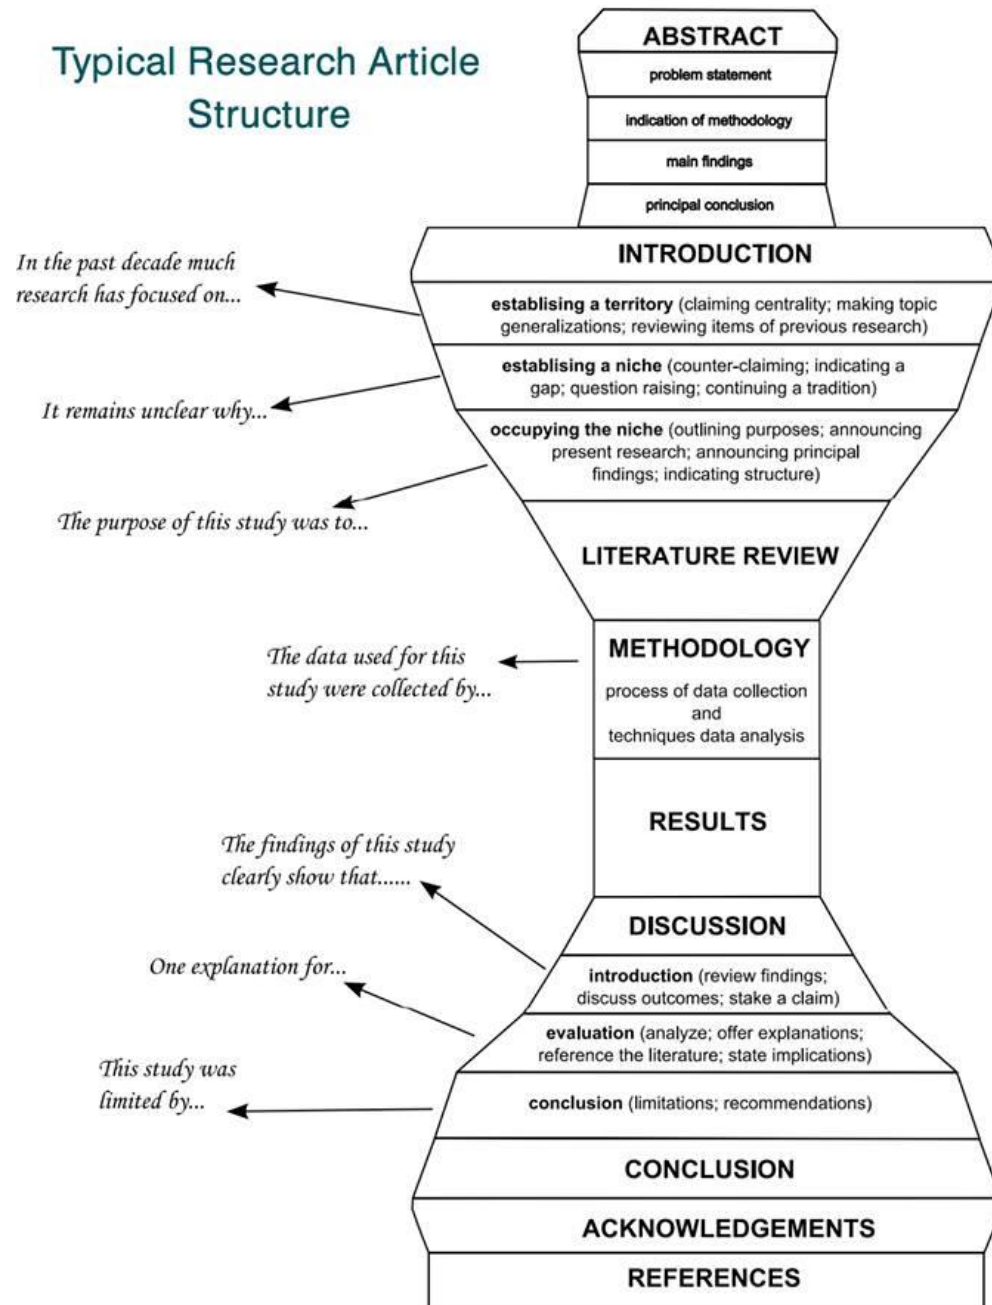 Typical Research Article
Structure
ABSTRACT
problem statement
indication of methodology
main findings
principal conclusion
INTRODUCTION
In the past decade much
research has focused on...
establising a territory (claiming centrality; making topic
generalizations; reviewing items of previous research)
establising a niche (counter-claiming; indicating a
gap; question raising; continuing a tradition)
It remains unclear why...
occupying the niche (outlining purposes; announcing
present research; announcing principal
findings; indicating structure)
The purpose of this study was to...
LITERATURE REVIEW
METHODOLOGY
The data used for this
study were collected by...
process of data collection
and
techniques data analysis
RESULTS
The findings of this study
clearly show that......
DISCUSSION
introduction (review findings;
discuss outcomes; stake a claim)
One explanation for...
evaluation (analyze; offer explanations;
reference the literature; state implications)
This study was
limited by...
conclusion (limitations; recommendations)
CONCLUSION
ACKNOWLEDGEMENTS
REFERENCES